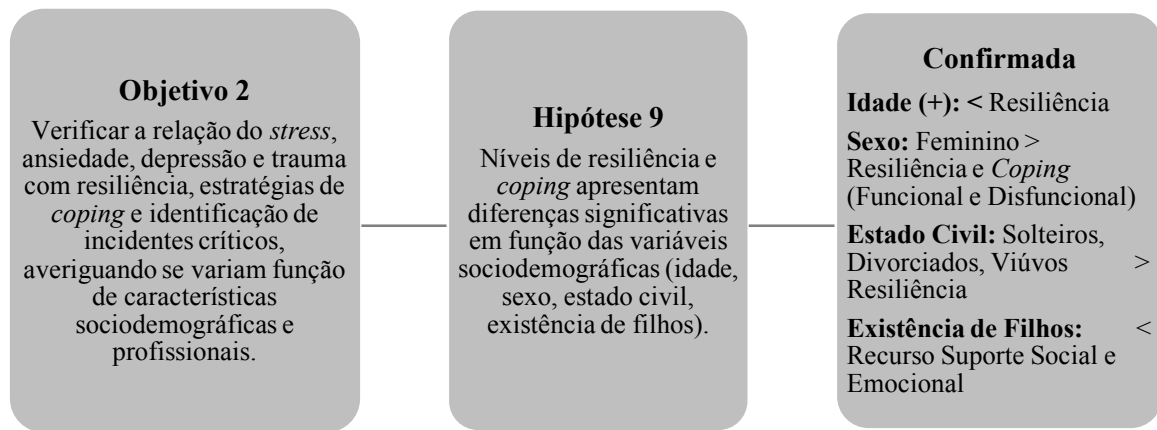 Objetivo 2
Verificar a relação do stress,
ansiedade, depressão e trauma
com resiliência, estratégias de
coping e identificação de
incidentes críticos,
averiguando se variam função
de características
sociodemográficas e
profissionais.
Hipótese 9
Níveis de resiliência e
coping apresentam
diferenças significativas
em função das variáveis
sociodemográficas (idade,
sexo, estado civil,
existência de filhos).
Confirmada
Idade (+): < Resiliência
Sexo: Feminino >
Resiliência e Coping
(Funcional e Disfuncional)
Estado Civil: Solteiros,
Divorciados, Viúvos >
Resiliência
Existência de Filhos: <
Recurso Suporte Social e
Emocional